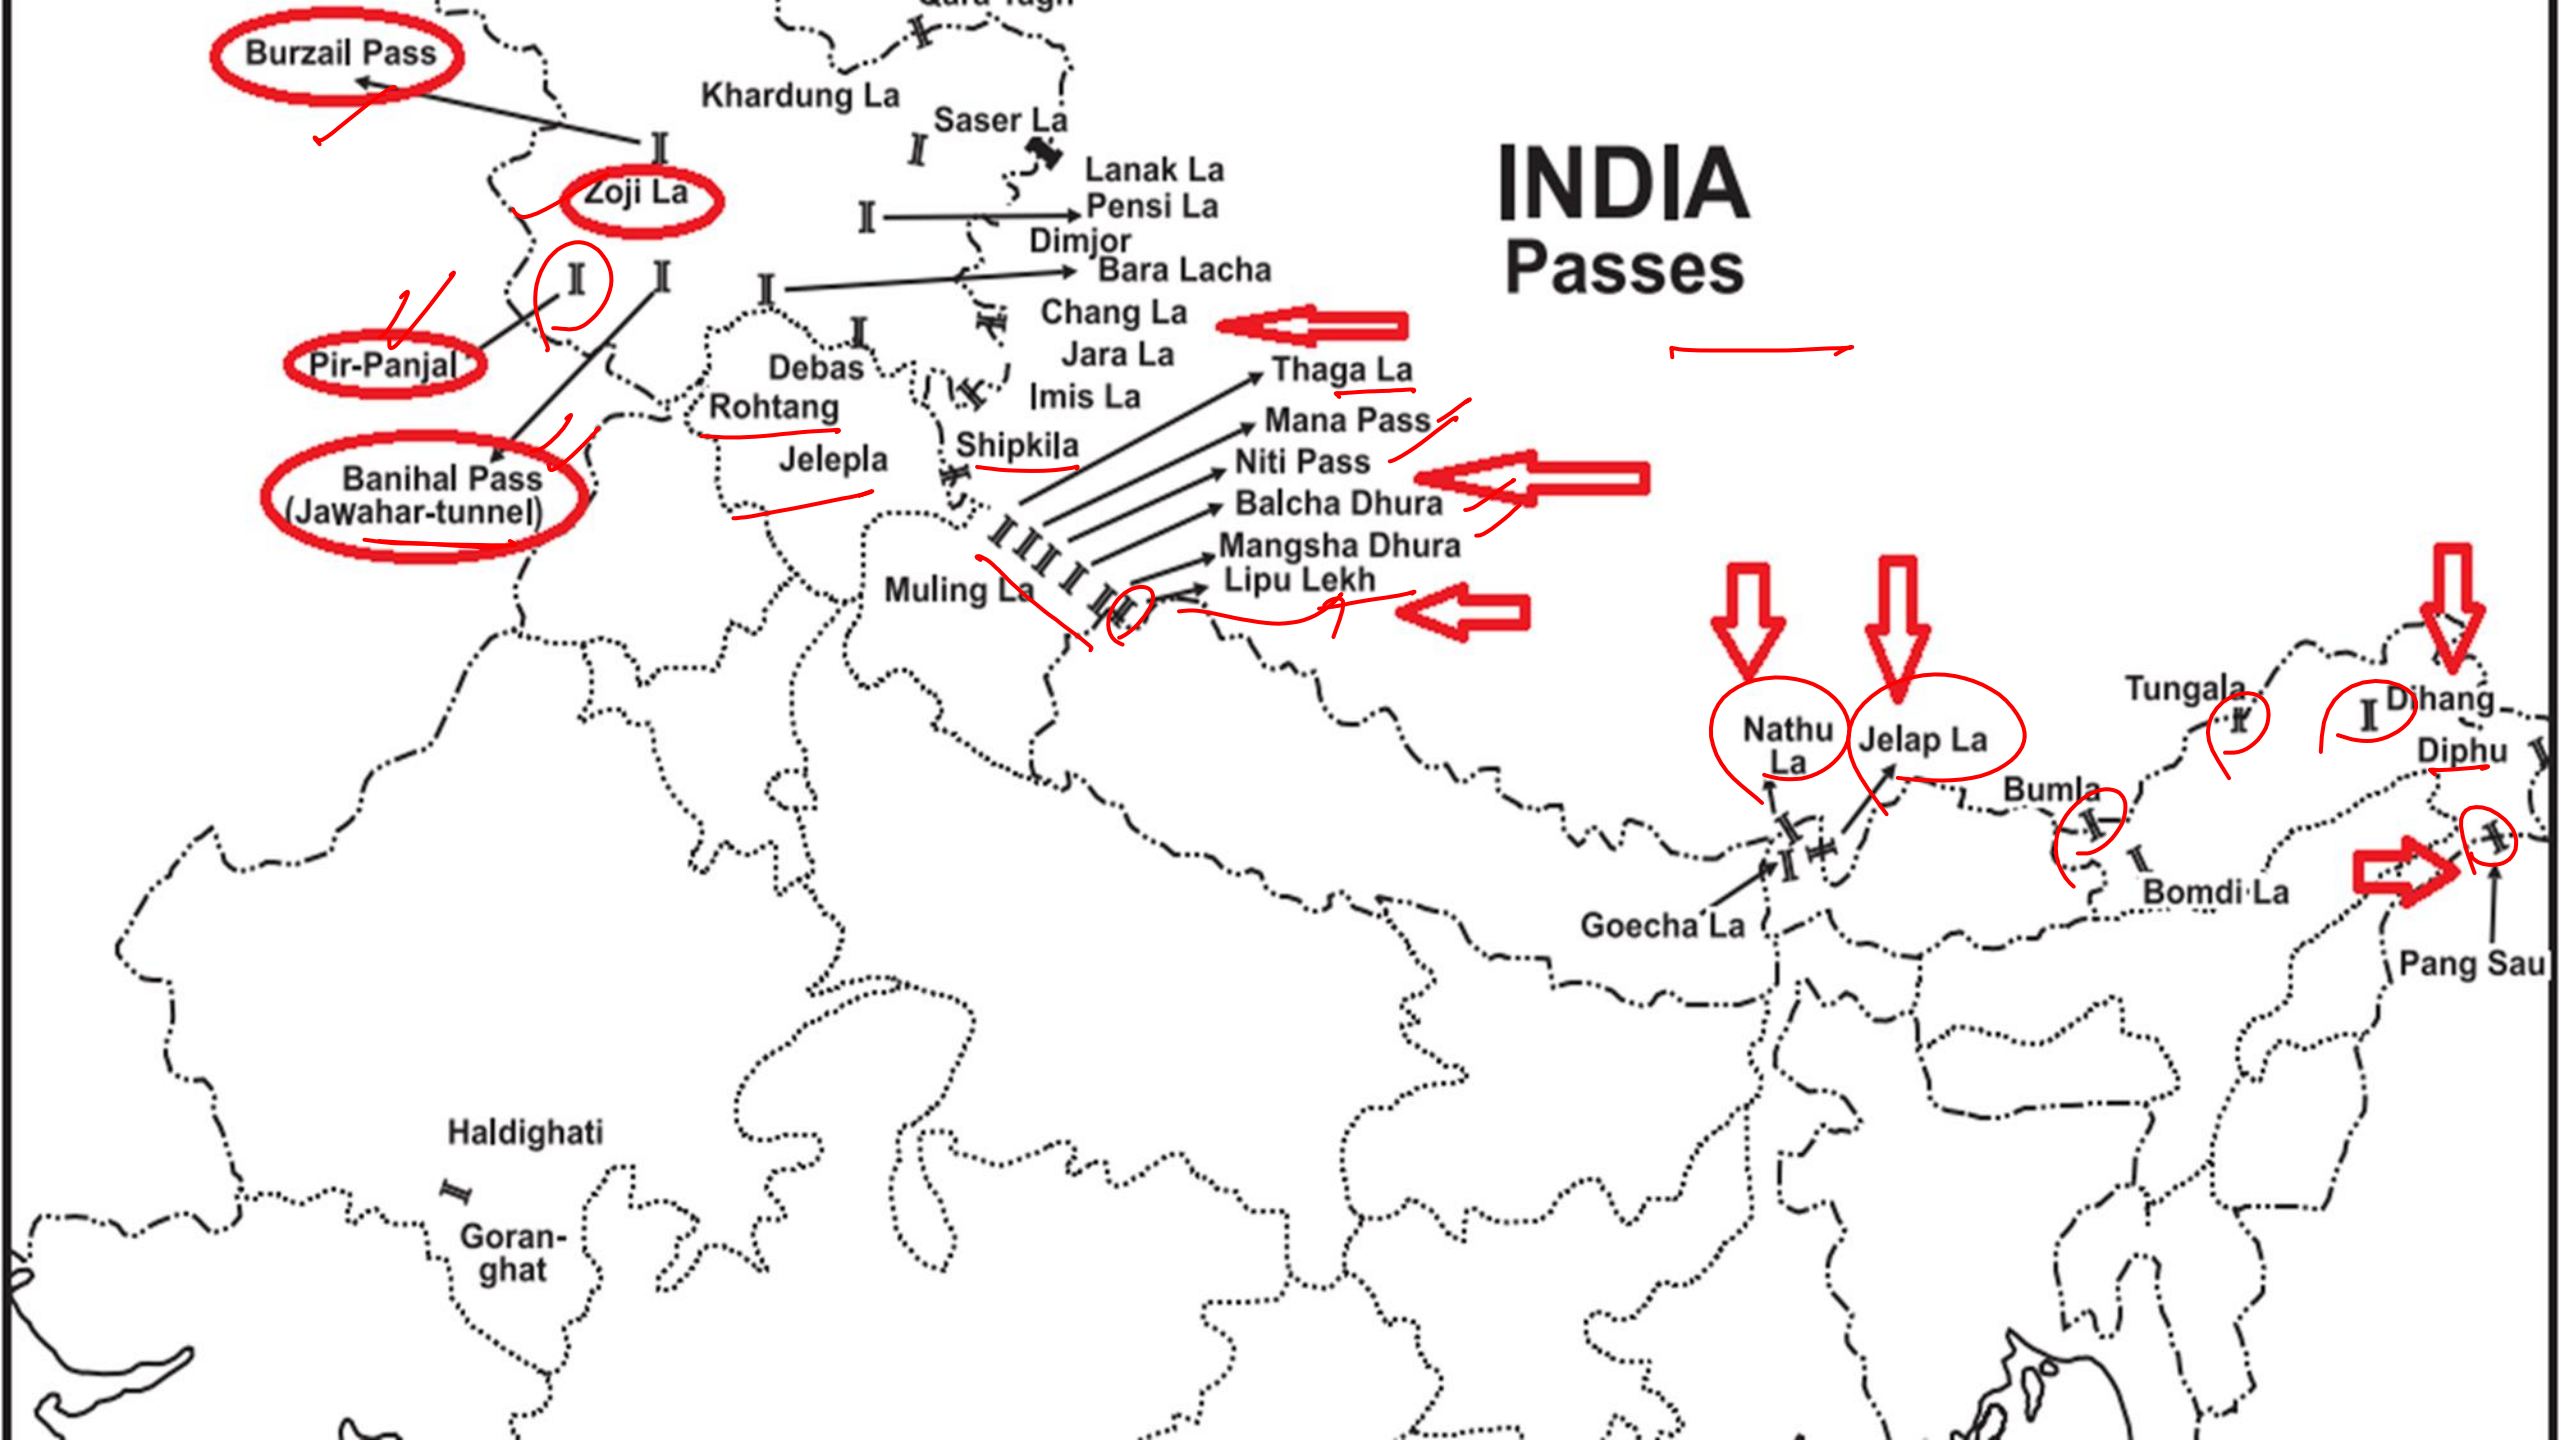 Burzail Pass
Khardung La
Saser La
Zoji La
Lanak La
Pensi La
Dimjor
Bara Lacha
INDIA
Passes
Chang La
Jara La
Imis La
Pir-Panjal
Debas
Rohtang
Thaga La
Mana Pass
Shipkila
Jelepla
Niti Pass
Banihal Pass
(Jawahar-tunnel)
Balcha Dhura
Mangsha Dhura
Muling La
Lipu Lekh
Tungala
Dihang
Nathu
La
Jelap La
Diphu
Bumla
Bomdi La
Goecha La
Pang Sau
Haldighati
Goran-
ghat